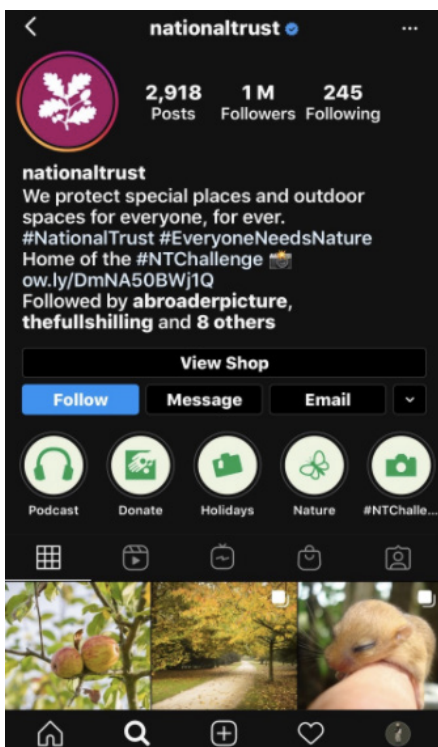 nationaltrust
2,918 1 M 245
Posts Followers Following
nationaltrust
We protect special places and outdoor
spaces for everyone, for ever.
#NationalTrust #EveryoneNeedsNature
Home of the #NTChallenge 📸
ow.ly/DmNA50BWj1Q
Followed by abroaderpicture,
thefullshilling and 8 others
View Shop
Follow Message Email
Podcast Donate Holidays Nature #NTChalle...